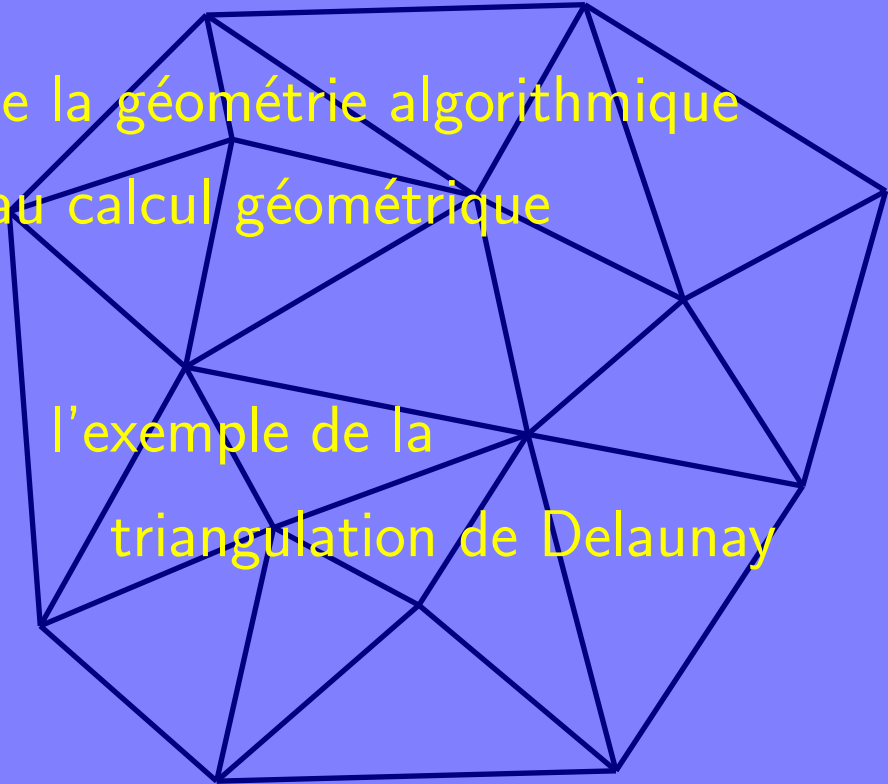 e la géométrie algorithmique
au calcul géométrique
l'exemple de la
triangulation de Delaunay